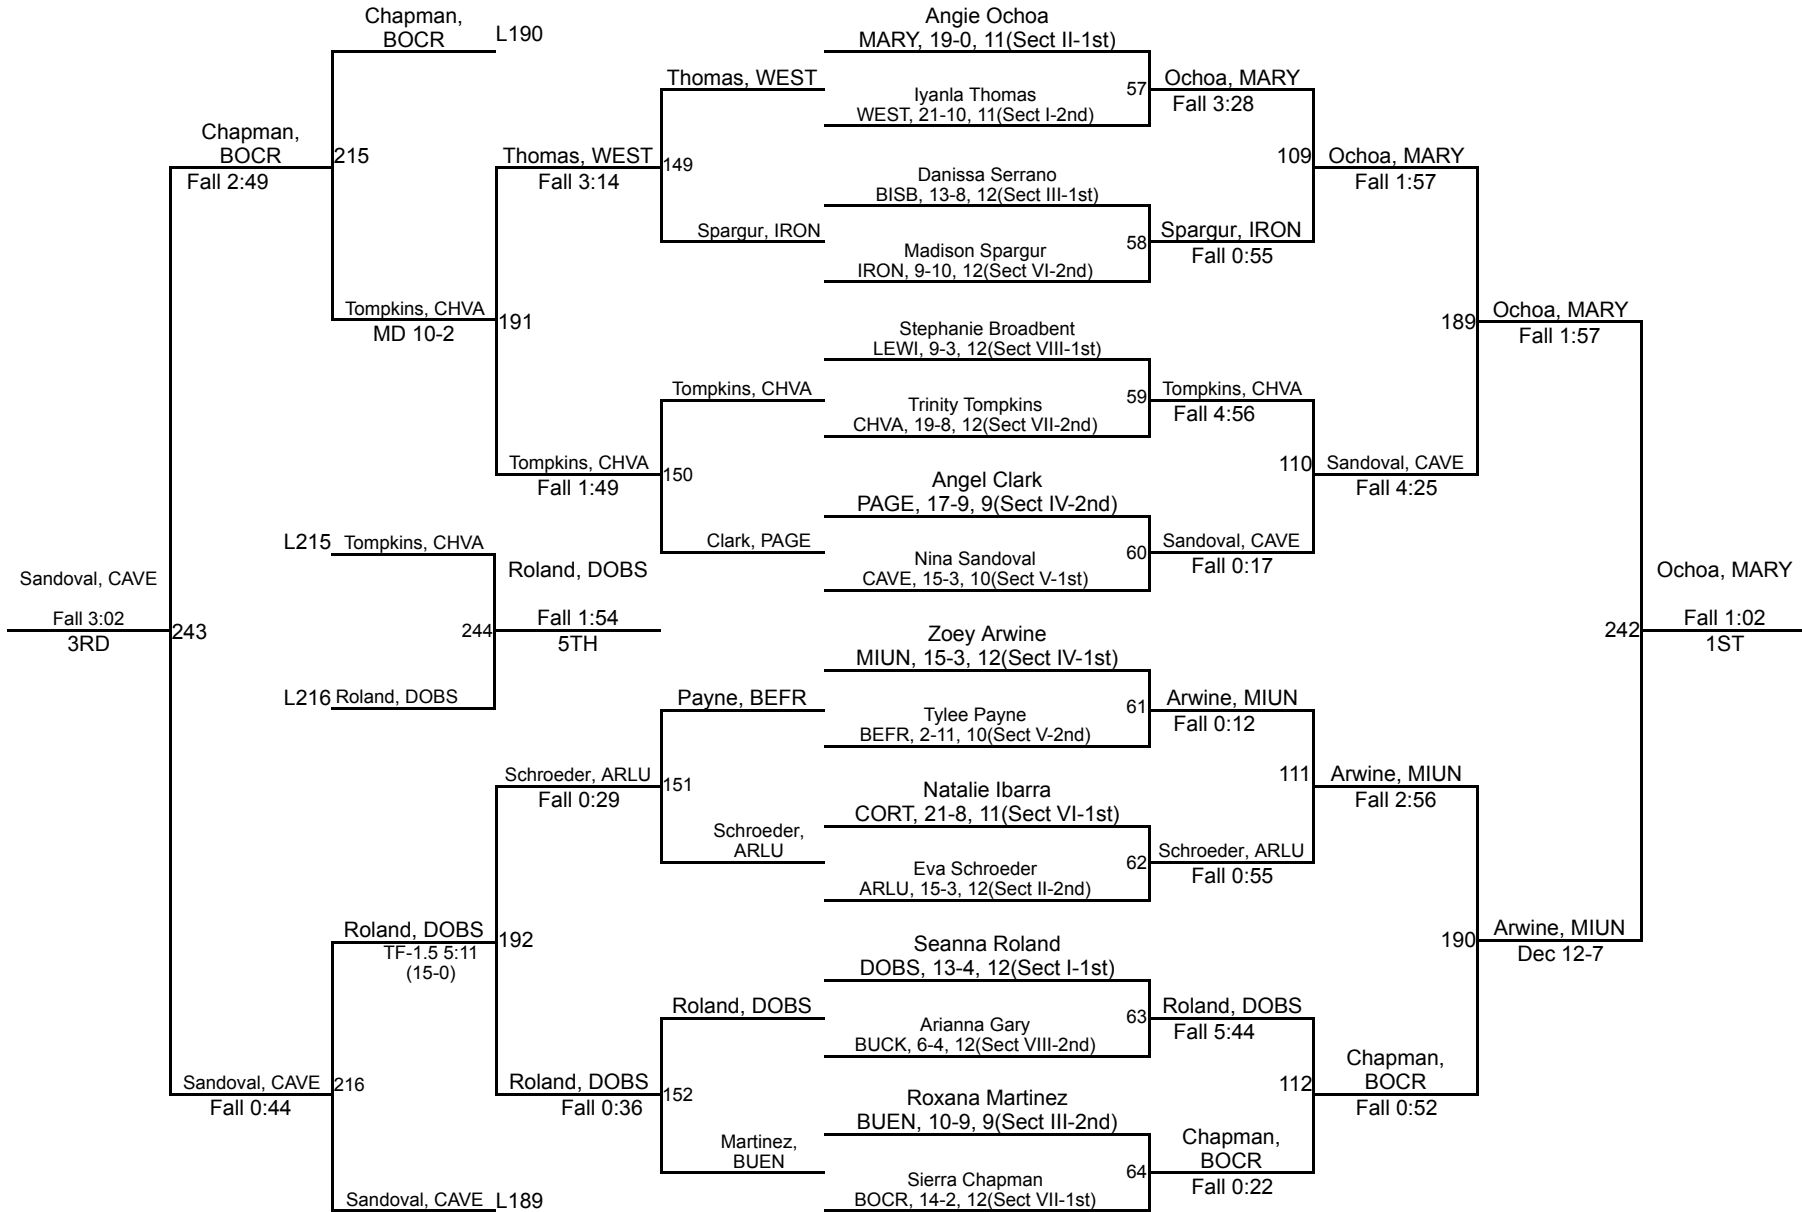 Chapman,
BOCR
L190
Chapman,
BOCR
Fall 2:49
215
Tompkins, CHVA
MD 10-2
191
Thomas, WEST
Fall 3:14
149
Thomas, WEST
Spargur, IRON
Tompkins, CHVA
Fall 1:49
150
Tompkins, CHVA
Clark, PAGE
L215
Tompkins, CHVA
L216
Roland, DOBS
244
Roland, DOBS
Fall 1:54
5TH
Sandoval, CAVE
Fall 3:02
3RD
243
Schroeder, ARLU
Fall 0:29
151
Payne, BEFR
Schroeder,
ARLU
Roland, DOBS
TF-1.5 5:11
(15-0)
192
Roland, DOBS
Fall 0:36
152
Roland, DOBS
Martinez,
BUEN
Sandoval, CAVE
Fall 0:44
216
Sandoval, CAVE
L189
Angie Ochoa
MARY, 19-0, 11(Sect II-1st)
57
Iyanla Thomas
WEST, 21-10, 11(Sect I-2nd)
Danissa Serrano
BISB, 13-8, 12(Sect III-1st)
58
Madison Spargur
IRON, 9-10, 12(Sect VI-2nd)
Stephanie Broadbent
LEWI, 9-3, 12(Sect VIII-1st)
59
Trinity Tompkins
CHVA, 19-8, 12(Sect VII-2nd)
Angel Clark
PAGE, 17-9, 9(Sect IV-2nd)
60
Nina Sandoval
CAVE, 15-3, 10(Sect V-1st)
Zoey Arwine
MIUN, 15-3, 12(Sect IV-1st)
61
Tylee Payne
BEFR, 2-11, 10(Sect V-2nd)
Natalie Ibarra
CORT, 21-8, 11(Sect VI-1st)
62
Eva Schroeder
ARLU, 15-3, 12(Sect II-2nd)
Seanna Roland
DOBS, 13-4, 12(Sect I-1st)
63
Arianna Gary
BUCK, 6-4, 12(Sect VIII-2nd)
Roxana Martinez
BUEN, 10-9, 9(Sect III-2nd)
64
Sierra Chapman
BOCR, 14-2, 12(Sect VII-1st)
Ochoa, MARY
Fall 3:28
109
Spargur, IRON
Fall 0:55
Tompkins, CHVA
Fall 4:56
110
Sandoval, CAVE
Fall 0:17
Arwine, MIUN
Fall 0:12
111
Schroeder, ARLU
Fall 0:55
Roland, DOBS
Fall 5:44
112
Chapman,
BOCR
Fall 0:22
Ochoa, MARY
Fall 1:57
189
Sandoval, CAVE
Fall 4:25
Arwine, MIUN
Fall 2:56
190
Chapman,
BOCR
Fall 0:52
Ochoa, MARY
Fall 1:57
242
Arwine, MIUN
Dec 12-7
Ochoa, MARY
Fall 1:02
1ST